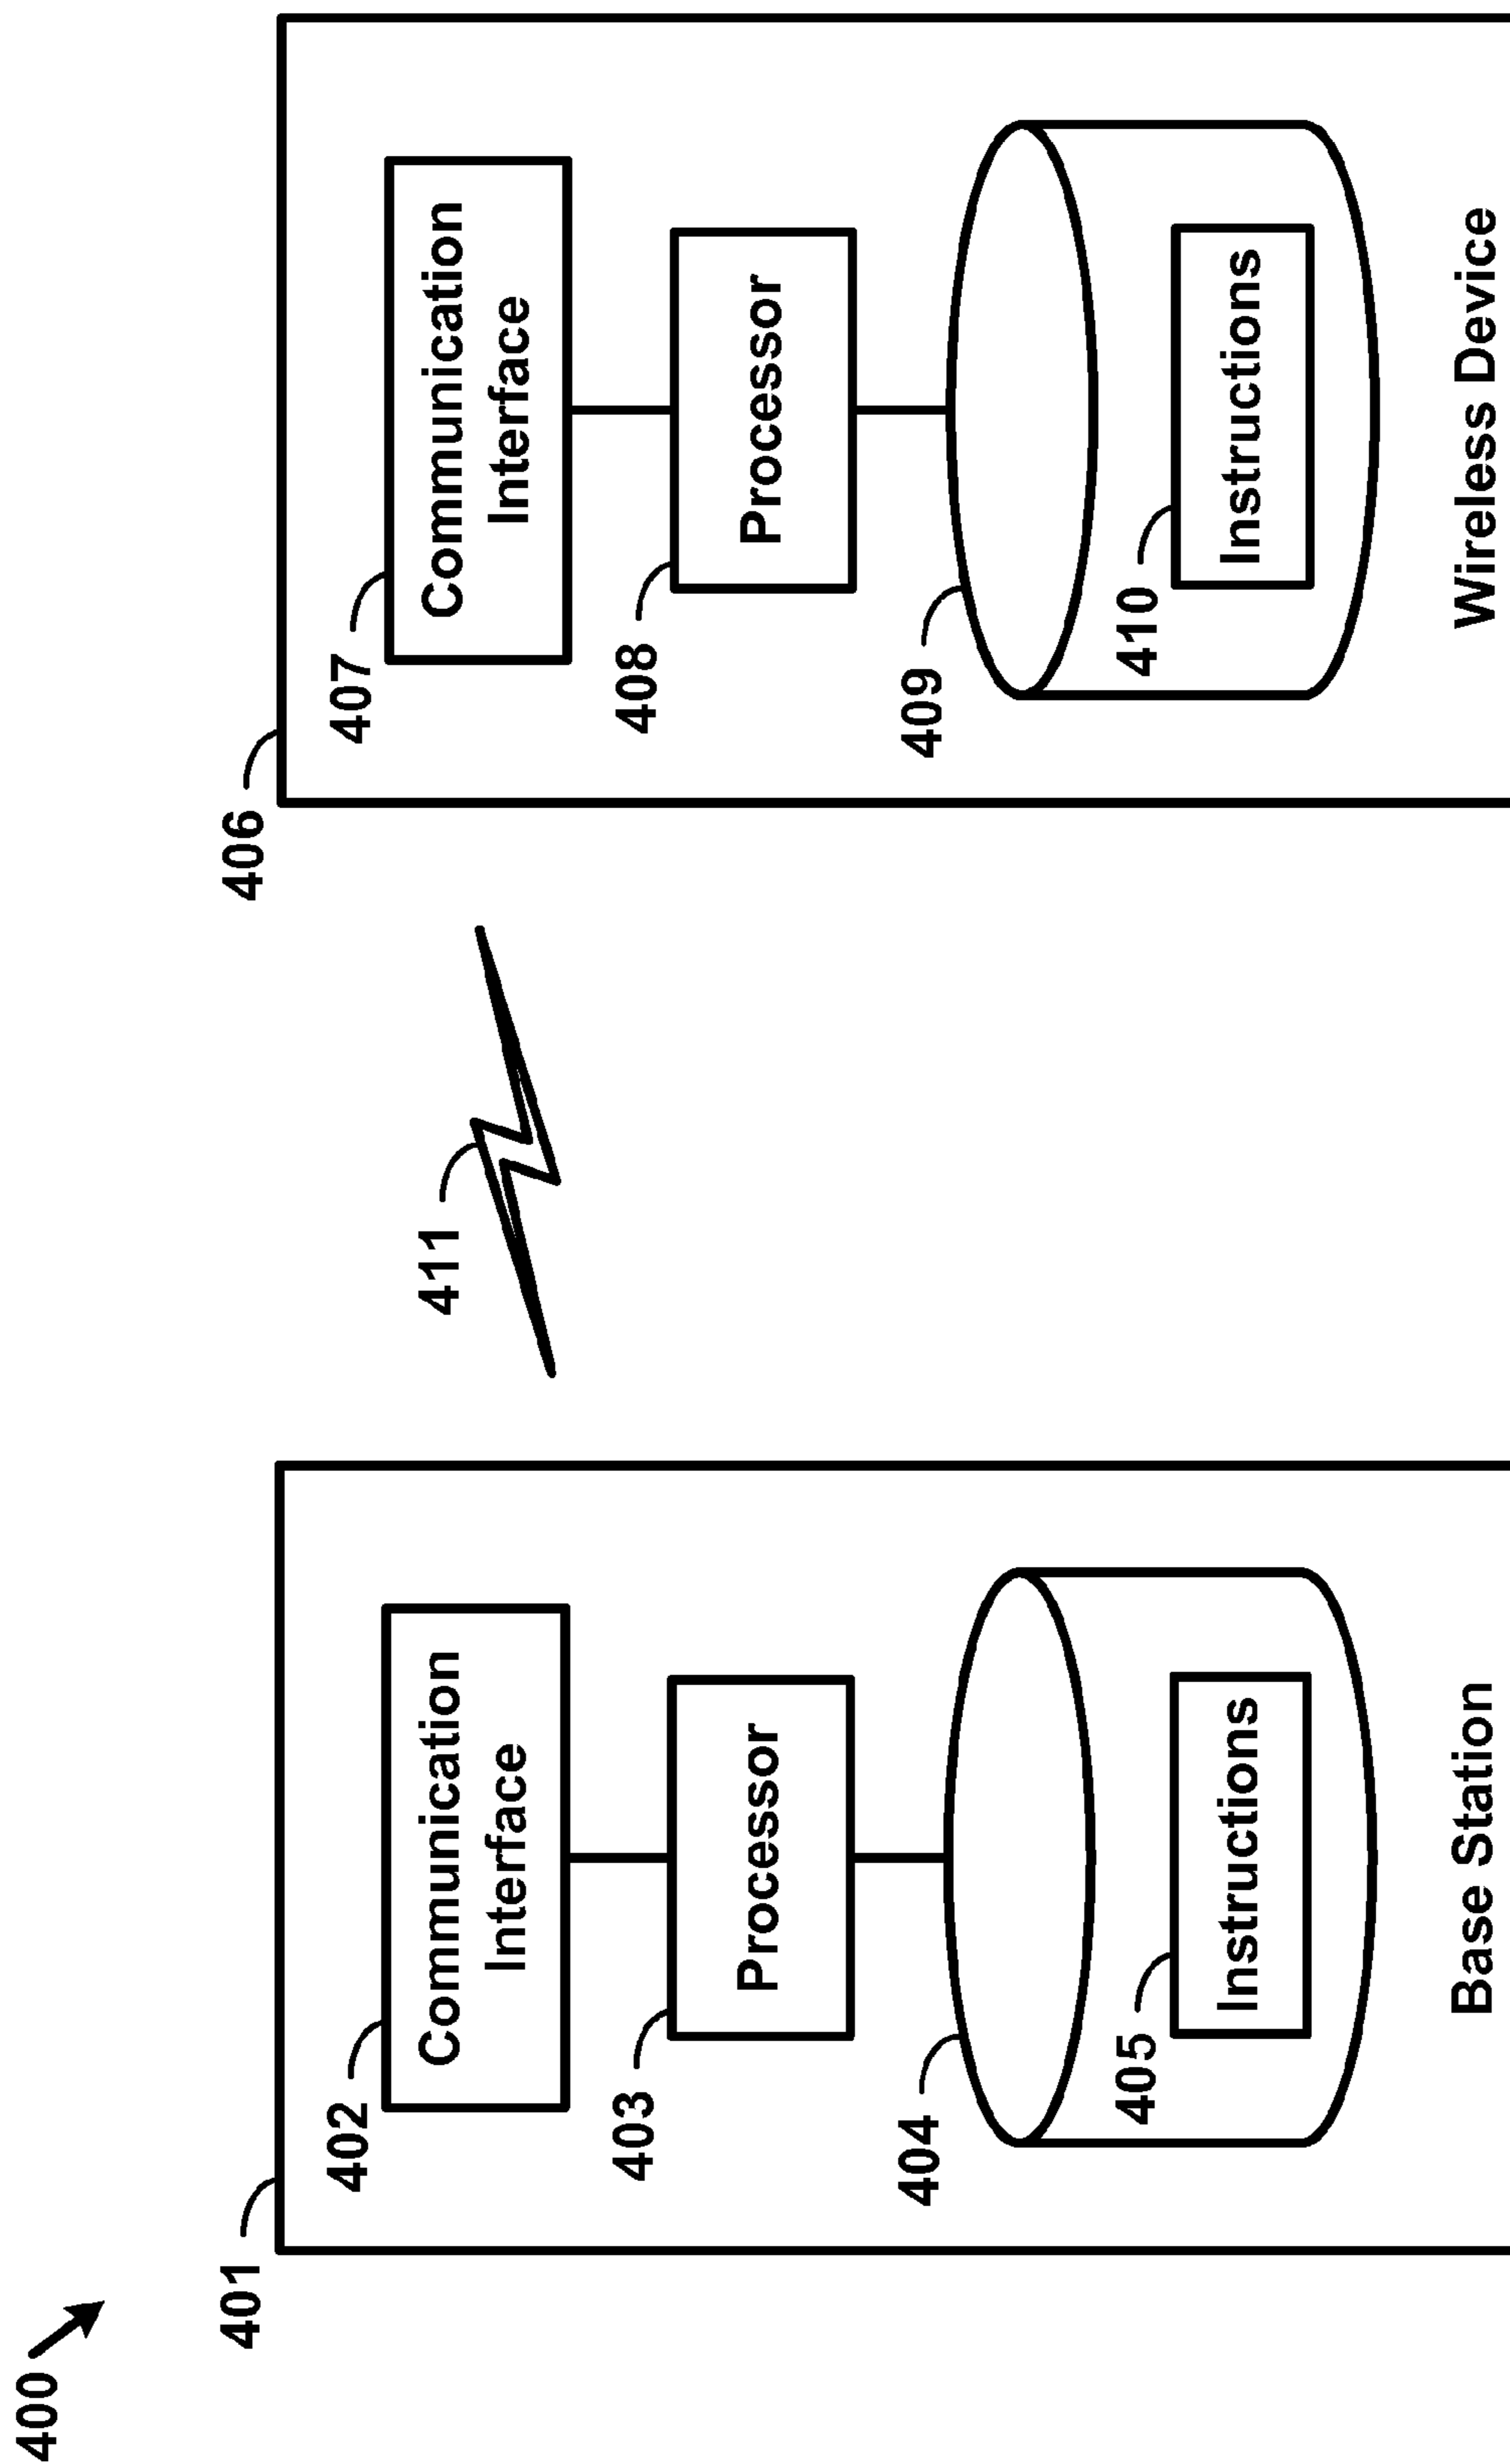 400
401
402
Communication
Interface
403
Processor
404
405
Instructions
Base Station
411
406
407
Communication
Interface
408
Processor
409
410
Instructions
Wireless Device